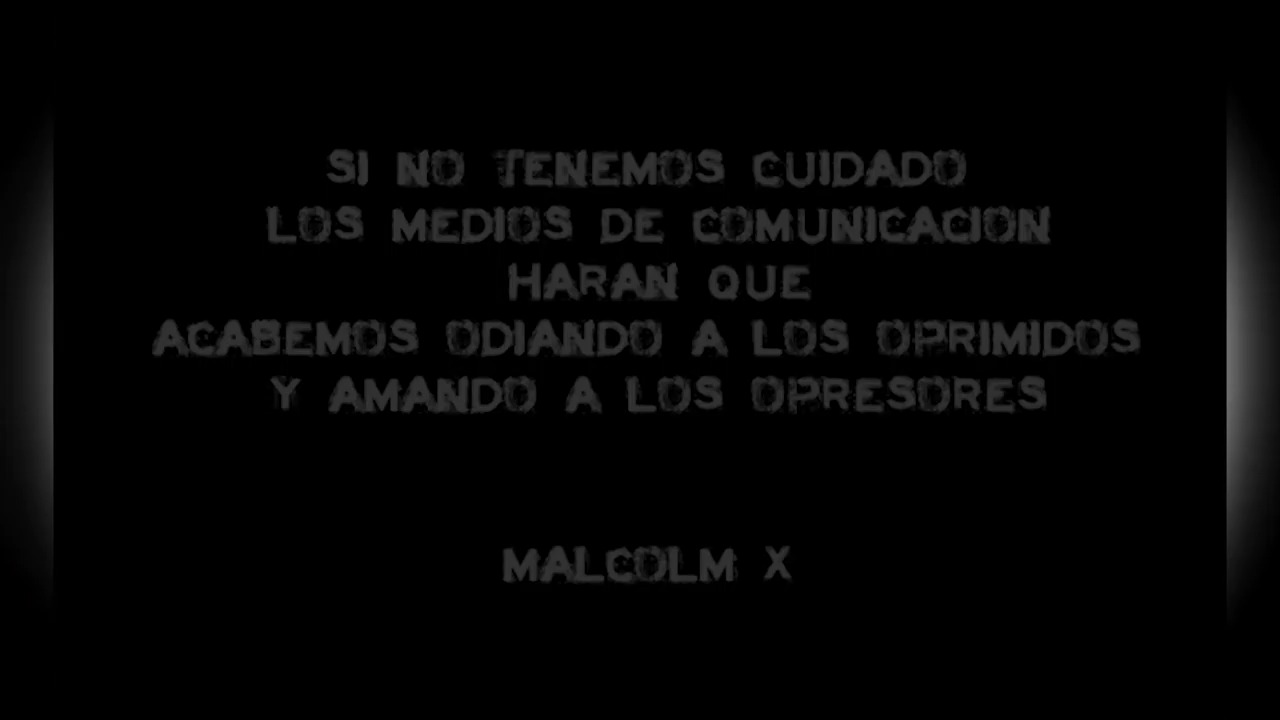 SI NO TENEMOS CUIDADO
LOS MEDIOS DE COMUNICACION
HARAN QUE
ACABEMOS ODIANDO A LOS OPRIMIDOS
Y AMANDO A LOS OPRESORES
MALCOLM X